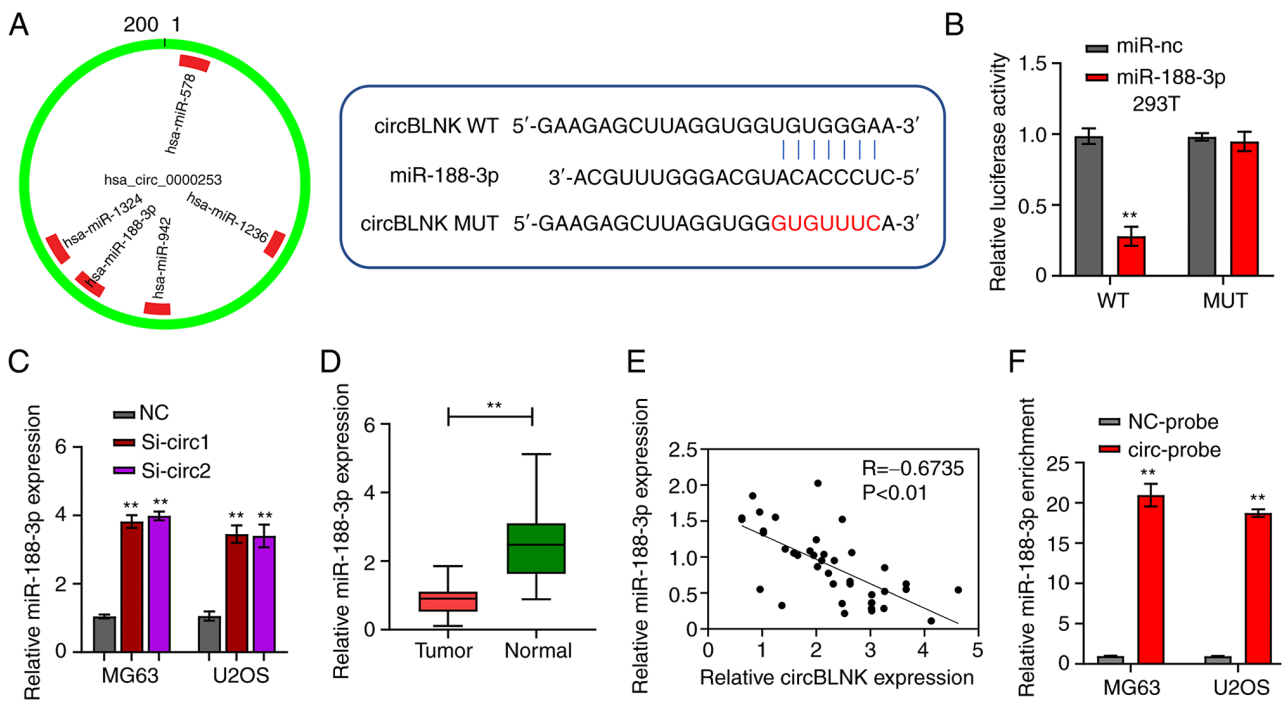 A
200 1
hsa-miR-578
hsa_circ_0000253
hsa-miR-1324
hsa-miR-188-3p
hsa-miR-942
hsa-miR-1236
circBLNK WT 5′-GAAGAGCUUAGGUGGUGUGGGAA-3′
miR-188-3p 3′-ACGUUUGGGACGUACACCCUC-5′
circBLNK MUT 5′-GAAGAGCUUAGGUGGGUGUUUCA-3′
B
miR-nc
miR-188-3p
293T
Relative luciferase activity
1.5
1.0
0.5
0
**
WT MUT
C
NC
Si-circ1
Si-circ2
Relative miR-188-3p expression
6
4
2
0
** ** ** **
MG63 U2OS
D
Relative miR-188-3p expression
6
4
2
0
**
Tumor Normal
E
Relative miR-188-3p expression
2.5
2.0
1.5
1.0
0.5
0
R=−0.6735
P<0.01
0 1 2 3 4 5
Relative circBLNK expression
F
NC-probe
circ-probe
Relative miR-188-3p enrichment
25
20
15
10
5
0
** **
MG63 U2OS